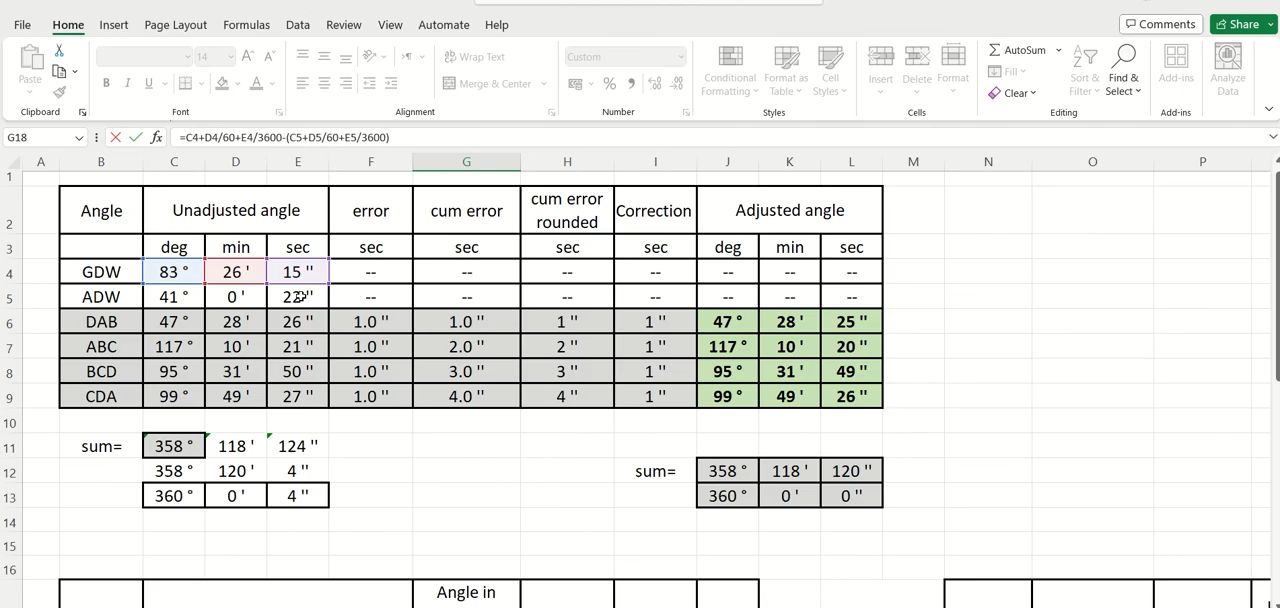 File Home Insert Page Layout Formulas Data Review View Automate Help Comments Share
Paste 14 A A Wrap Text Custom Conditional Formatting Format as Table Cell Styles Insert Delete Format AutoSum Fill Clear Sort & Filter Find & Select Add-ins Analyze Data
B I U A Merge & Center % ,
Clipboard Font Alignment Number Styles Cells Editing Add-ins
G18 fx =C4+D4/60+E4/3600-(C5+D5/60+E5/3600)
A B C D E F G H I J K L M N O P
1
2 Angle Unadjusted angle error cum error cum error rounded Correction Adjusted angle
3 deg min sec sec sec sec sec deg min sec
4 GDW 83 ° 26 ' 15 '' -- -- -- -- -- -- --
5 ADW 41 ° 0 ' -- -- -- -- -- -- --
6 DAB 47 ° 28 ' 26 '' 1.0 '' 1.0 '' 1 '' 1 '' 47 ° 28 ' 25 ''
7 ABC 117 ° 10 ' 21 '' 1.0 '' 2.0 '' 2 '' 1 '' 117 ° 10 ' 20 ''
8 BCD 95 ° 31 ' 50 '' 1.0 '' 3.0 '' 3 '' 1 '' 95 ° 31 ' 49 ''
9 CDA 99 ° 49 ' 27 '' 1.0 '' 4.0 '' 4 '' 1 '' 99 ° 49 ' 26 ''
10
11 sum= 358 ° 118 ' 124 ''
12 358 ° 120 ' 4 '' sum= 358 ° 118 ' 120 ''
13 360 ° 0 ' 4 '' 360 ° 0 ' 0 ''
14
15
16
Angle in